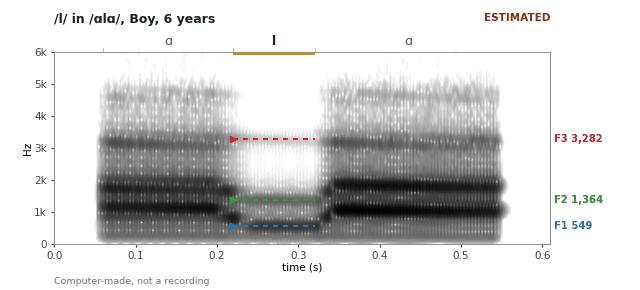 /l/ in /ɑlɑ/, Boy, 6 years
ESTIMATED
ɑ l ɑ
6k
5k
4k
3k
2k
1k
0
Hz
F3 3,282
F2 1,364
F1 549
0.0 0.1 0.2 0.3 0.4 0.5 0.6
time (s)
Computer-made, not a recording